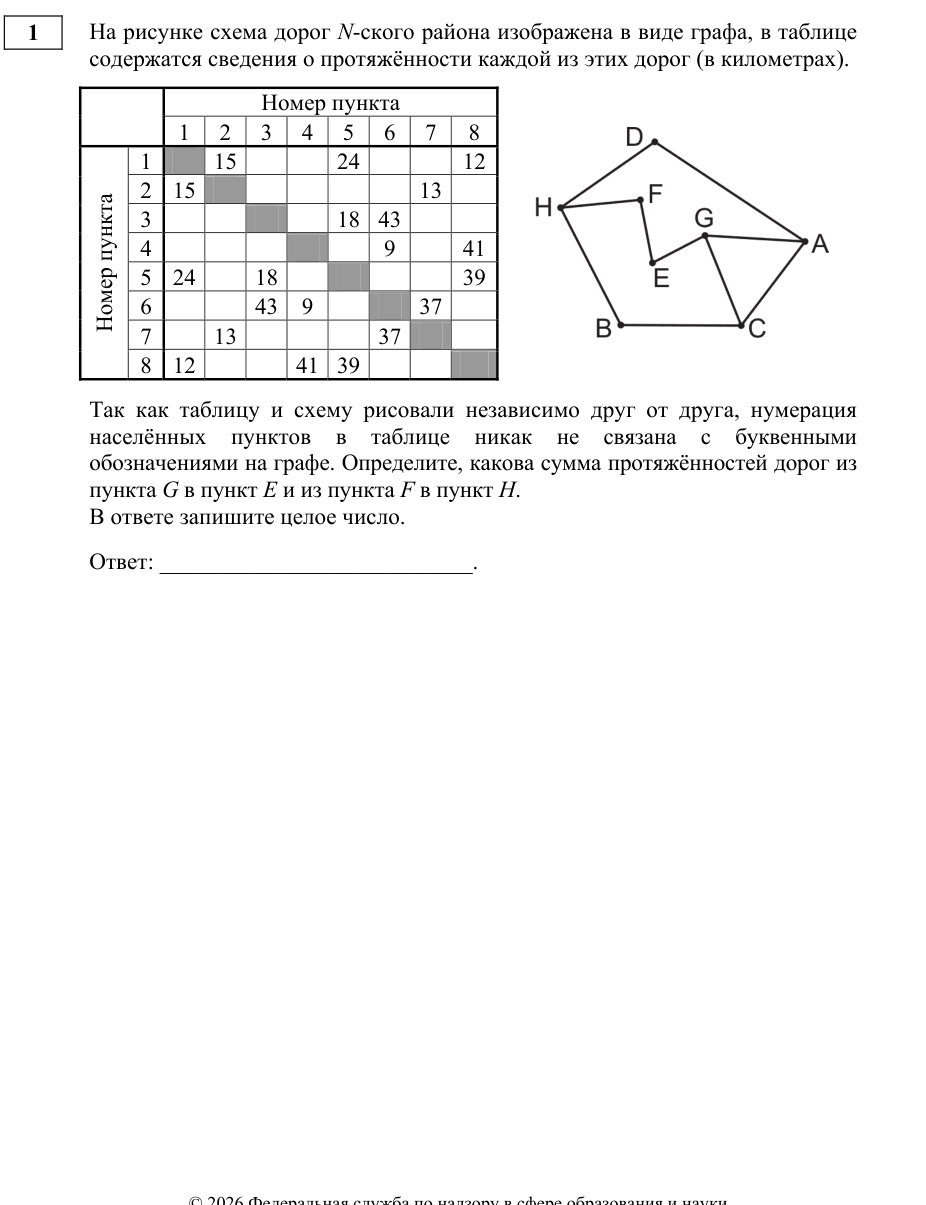 1
На рисунке схема дорог N-ского района изображена в виде графа, в таблице
содержатся сведения о протяжённости каждой из этих дорог (в километрах).
Номер пункта
1 2 3 4 5 6 7 8
Номер пункта
1 15 24 12
2 15 13
3 18 43
4 9 41
5 24 18 39
6 43 9 37
7 13 37
8 12 41 39
D
F
H
G
A
E
B
C
Так как таблицу и схему рисовали независимо друг от друга, нумерация
населённых пунктов в таблице никак не связана с буквенными
обозначениями на графе. Определите, какова сумма протяжённостей дорог из
пункта G в пункт E и из пункта F в пункт H.
В ответе запишите целое число.
Ответ: ___________________________.
© 2026 Федеральная служба по надзору в сфере образования и науки